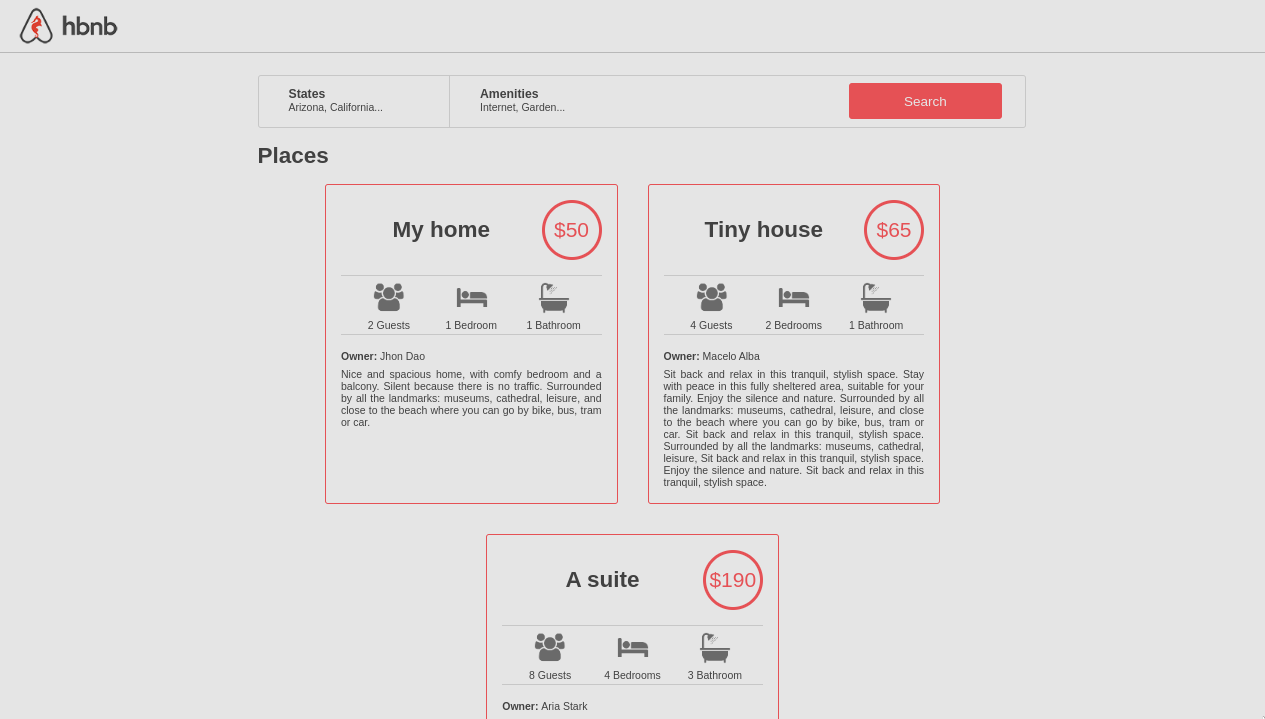 hbnb
States
Arizona, California...
Amenities
Internet, Garden...
Search
Places
My home
$50
2 Guests
1 Bedroom
1 Bathroom
Owner: Jhon Dao
Nice and spacious home, with comfy bedroom and a
balcony. Silent because there is no traffic. Surrounded
by all the landmarks: museums, cathedral, leisure, and
close to the beach where you can go by bike, bus, tram
or car.
Tiny house
$65
4 Guests
2 Bedrooms
1 Bathroom
Owner: Macelo Alba
Sit back and relax in this tranquil, stylish space. Stay
with peace in this fully sheltered area, suitable for your
family. Enjoy the silence and nature. Surrounded by all
the landmarks: museums, cathedral, leisure, and close
to the beach where you can go by bike, bus, tram or
car. Sit back and relax in this tranquil, stylish space.
Surrounded by all the landmarks: museums, cathedral,
leisure, Sit back and relax in this tranquil, stylish space.
Enjoy the silence and nature. Sit back and relax in this
tranquil, stylish space.
A suite
$190
8 Guests
4 Bedrooms
3 Bathroom
Owner: Aria Stark